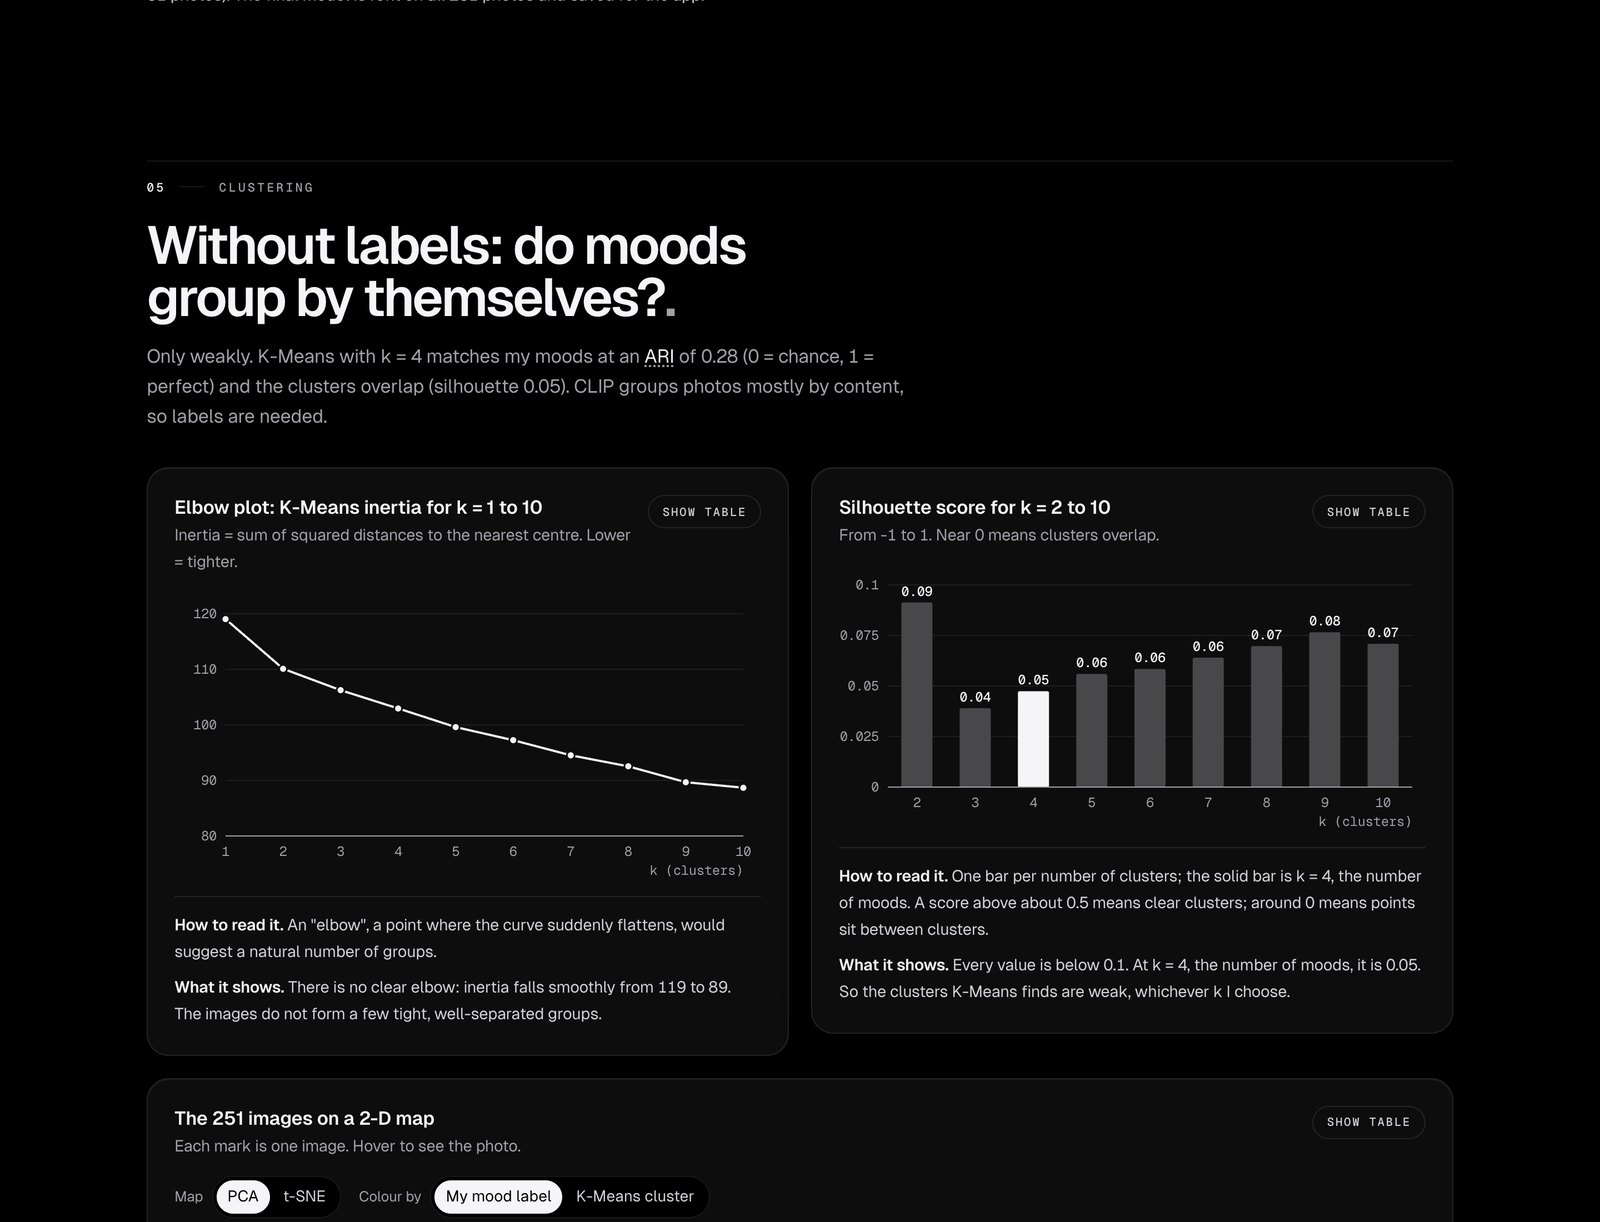 05 CLUSTERING
Without labels: do moods
group by themselves?.
Only weakly. K-Means with k = 4 matches my moods at an ARI of 0.28 (0 = chance, 1 =
perfect) and the clusters overlap (silhouette 0.05). CLIP groups photos mostly by content,
so labels are needed.
Elbow plot: K-Means inertia for k = 1 to 10
SHOW TABLE
Inertia = sum of squared distances to the nearest centre. Lower
= tighter.
120
110
100
90
80
1 2 3 4 5 6 7 8 9 10
k (clusters)
How to read it. An "elbow", a point where the curve suddenly flattens, would
suggest a natural number of groups.
What it shows. There is no clear elbow: inertia falls smoothly from 119 to 89.
The images do not form a few tight, well-separated groups.
Silhouette score for k = 2 to 10
SHOW TABLE
From -1 to 1. Near 0 means clusters overlap.
0.1
0.075
0.05
0.025
0
0.09 0.04 0.05 0.06 0.06 0.06 0.07 0.08 0.07
2 3 4 5 6 7 8 9 10
k (clusters)
How to read it. One bar per number of clusters; the solid bar is k = 4, the number
of moods. A score above about 0.5 means clear clusters; around 0 means points
sit between clusters.
What it shows. Every value is below 0.1. At k = 4, the number of moods, it is 0.05.
So the clusters K-Means finds are weak, whichever k I choose.
The 251 images on a 2-D map
SHOW TABLE
Each mark is one image. Hover to see the photo.
Map PCA t-SNE Colour by My mood label K-Means cluster